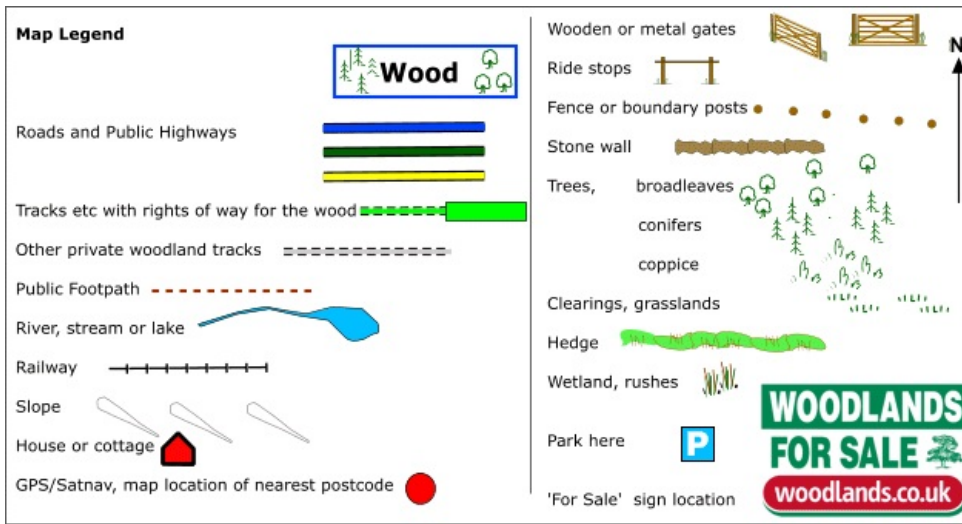 Map Legend
Wood
Roads and Public Highways
Tracks etc with rights of way for the wood
Other private woodland tracks
Public Footpath
River, stream or lake
Railway
Slope
House or cottage
GPS/Satnav, map location of nearest postcode
Wooden or metal gates
N
Ride stops
Fence or boundary posts
Stone wall
Trees, broadleaves
conifers
coppice
Clearings, grasslands
Hedge
Wetland, rushes
Park here
P
'For Sale' sign location
WOODLANDS
FOR SALE
woodlands.co.uk